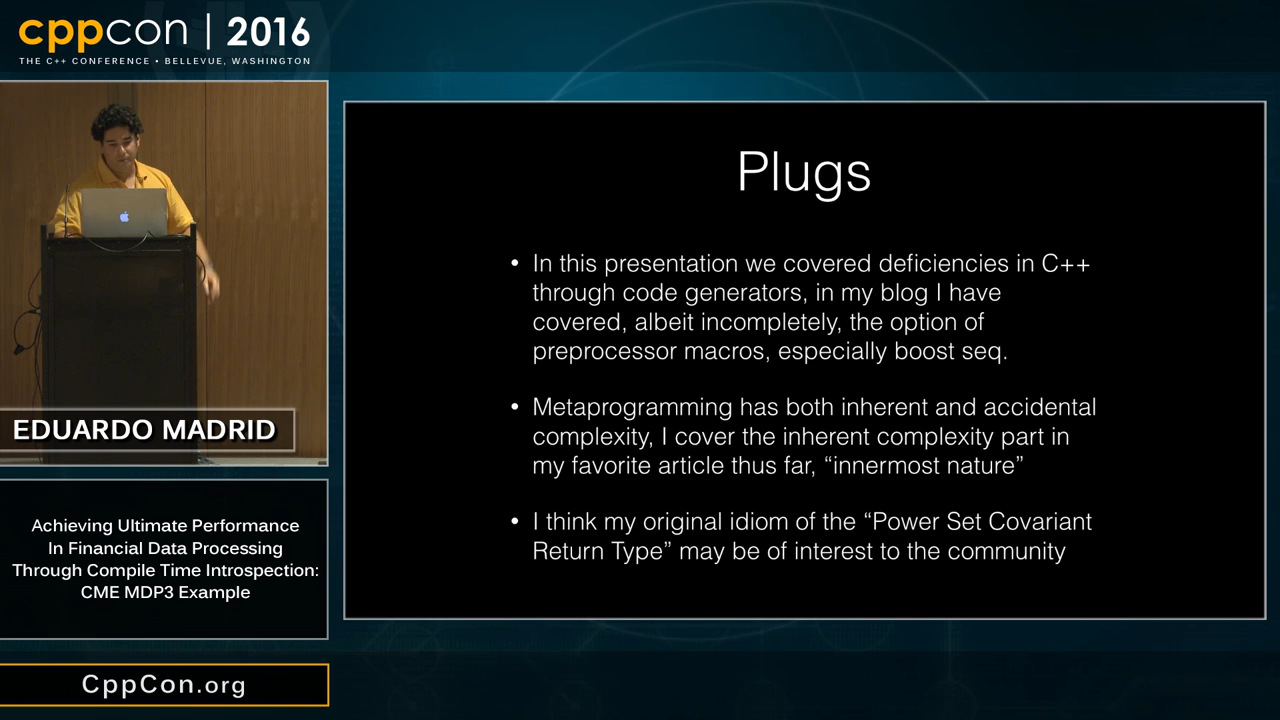 cppcon | 2016
THE C++ CONFERENCE • BELLEVUE, WASHINGTON
EDUARDO MADRID
Achieving Ultimate Performance
In Financial Data Processing
Through Compile Time Introspection:
CME MDP3 Example
CppCon.org
Plugs
• In this presentation we covered deficiencies in C++
through code generators, in my blog I have
covered, albeit incompletely, the option of
preprocessor macros, especially boost seq.
• Metaprogramming has both inherent and accidental
complexity, I cover the inherent complexity part in
my favorite article thus far, “innermost nature”
• I think my original idiom of the “Power Set Covariant
Return Type” may be of interest to the community